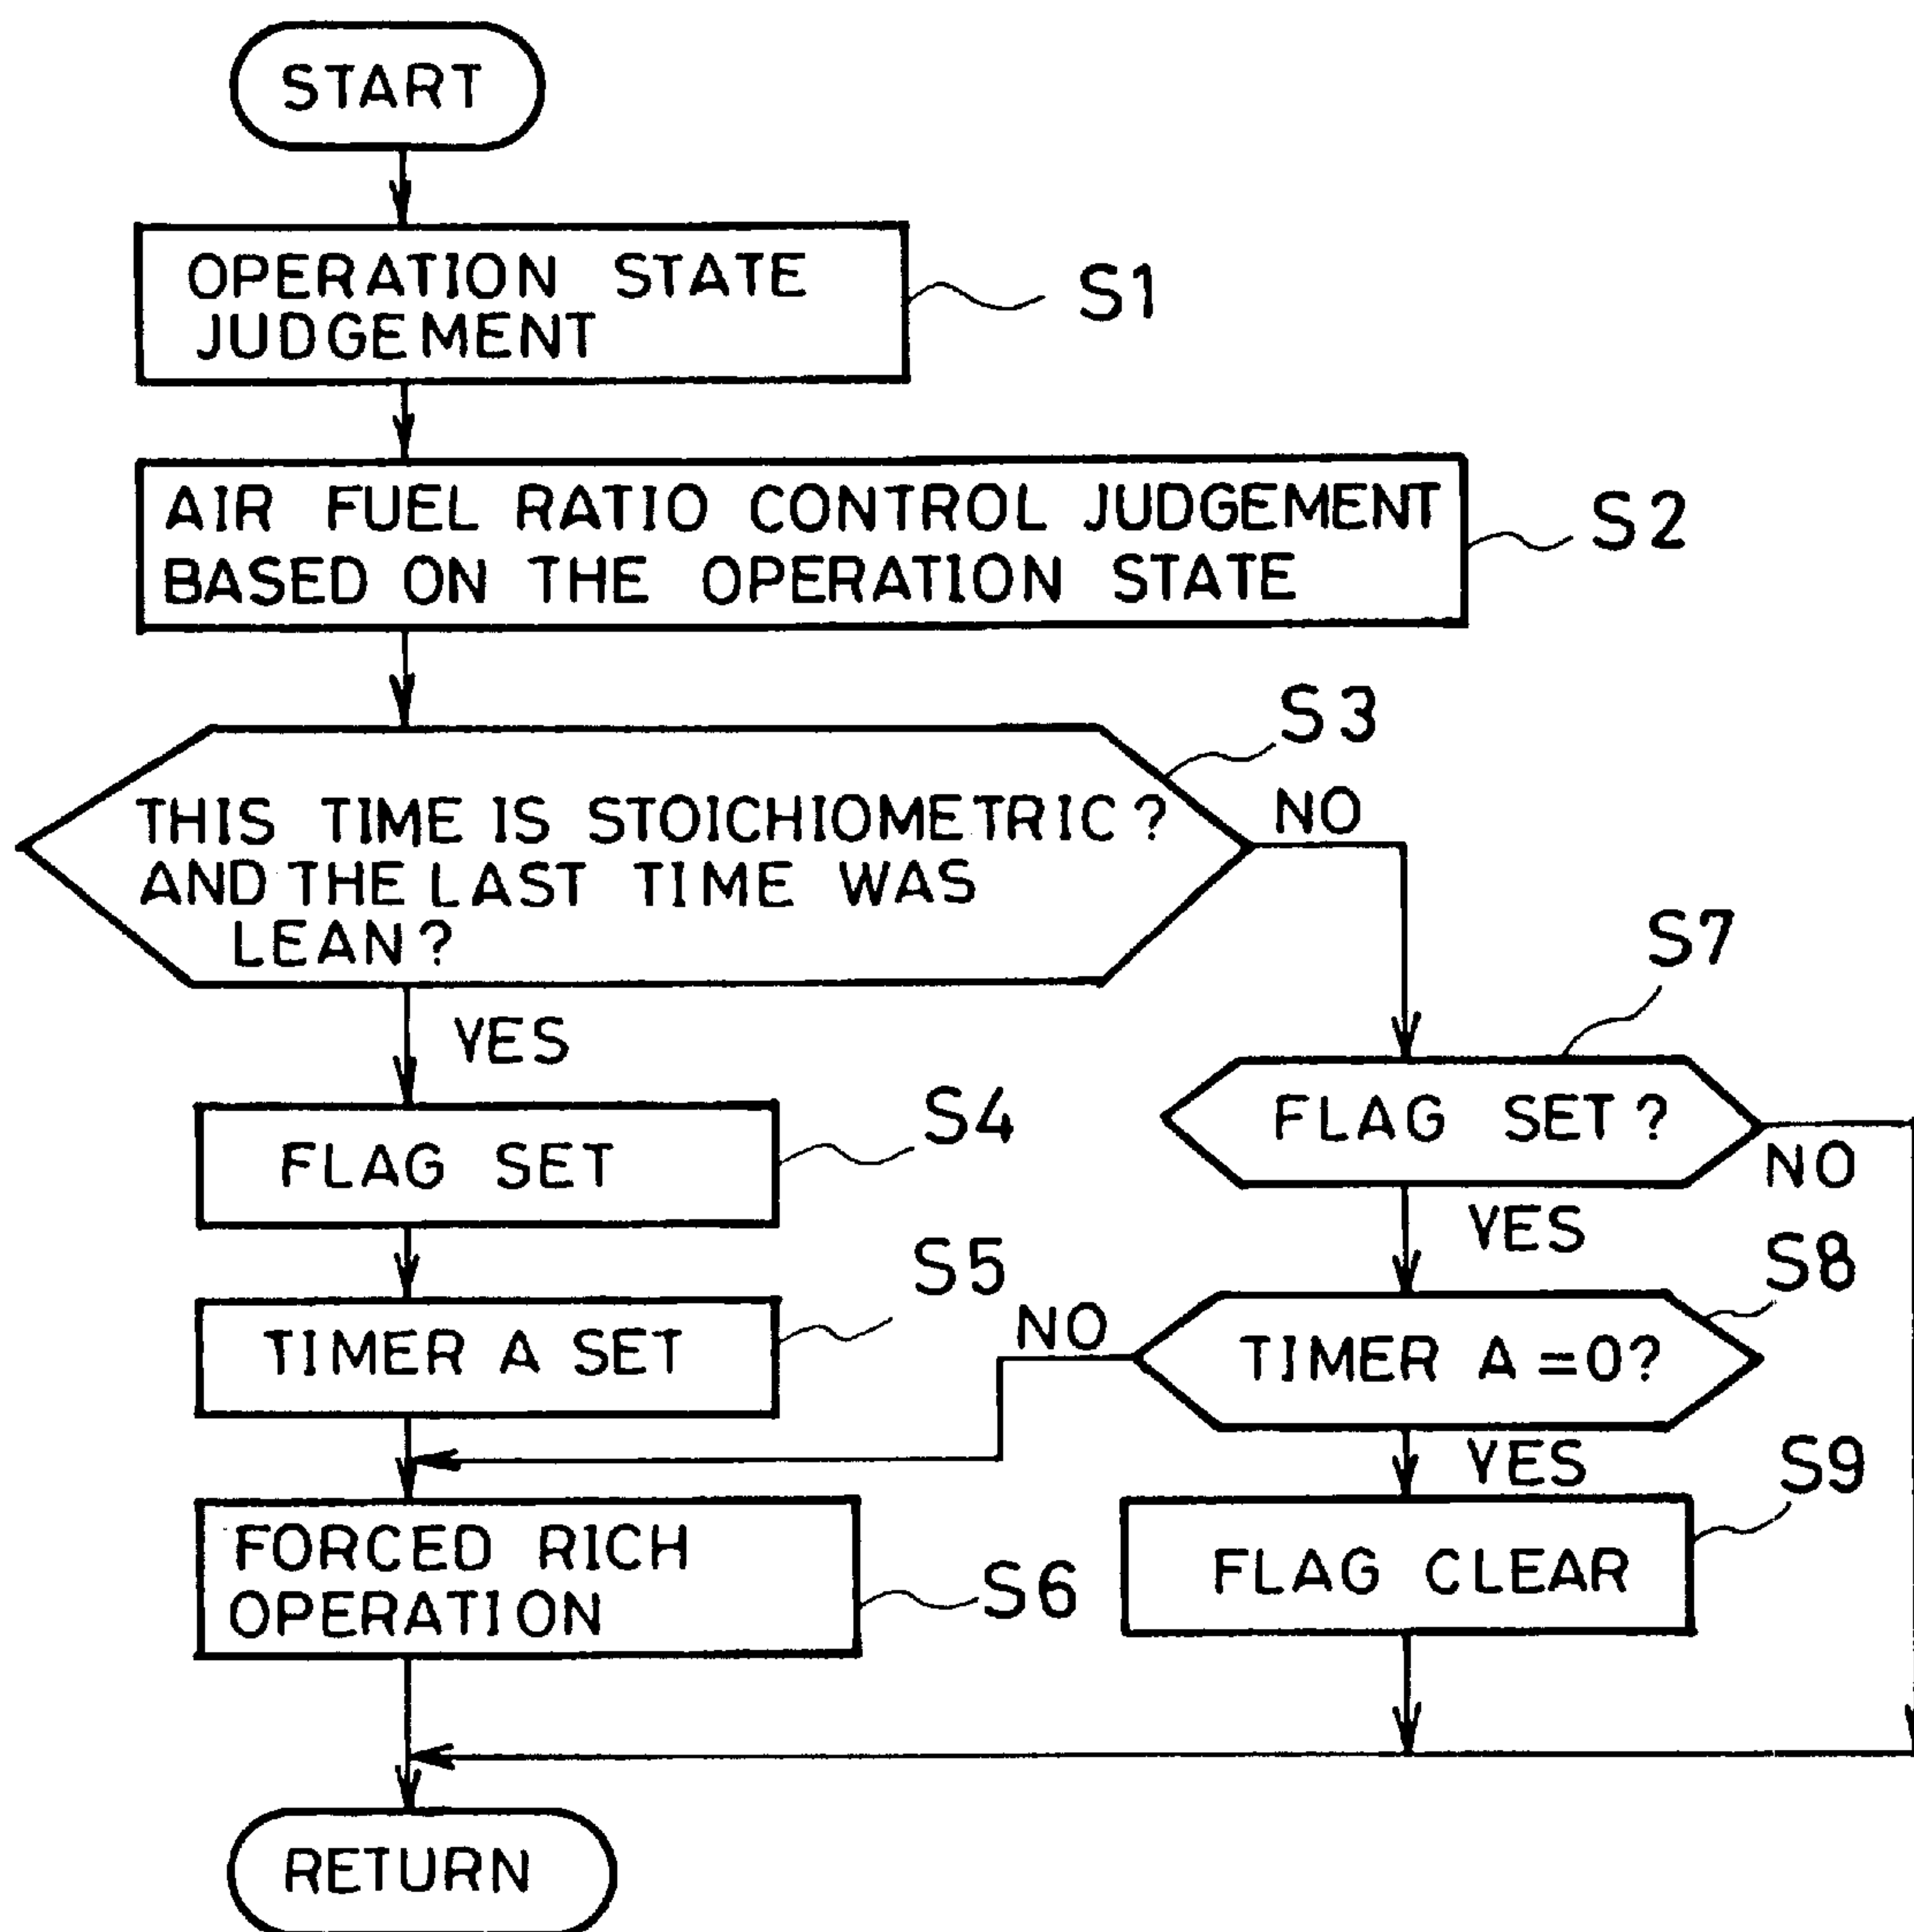 START
OPERATION STATE
JUDGEMENT
S1
AIR FUEL RATIO CONTROL JUDGEMENT
BASED ON THE OPERATION STATE
S2
S3
THIS TIME IS STOICHIOMETRIC?
AND THE LAST TIME WAS
LEAN?
NO
YES
S7
FLAG SET?
NO
YES
FLAG SET
S4
TIMER A SET
S5
NO
S8
TIMER A=0?
YES
S9
FORCED RICH
OPERATION
S6
FLAG CLEAR
RETURN